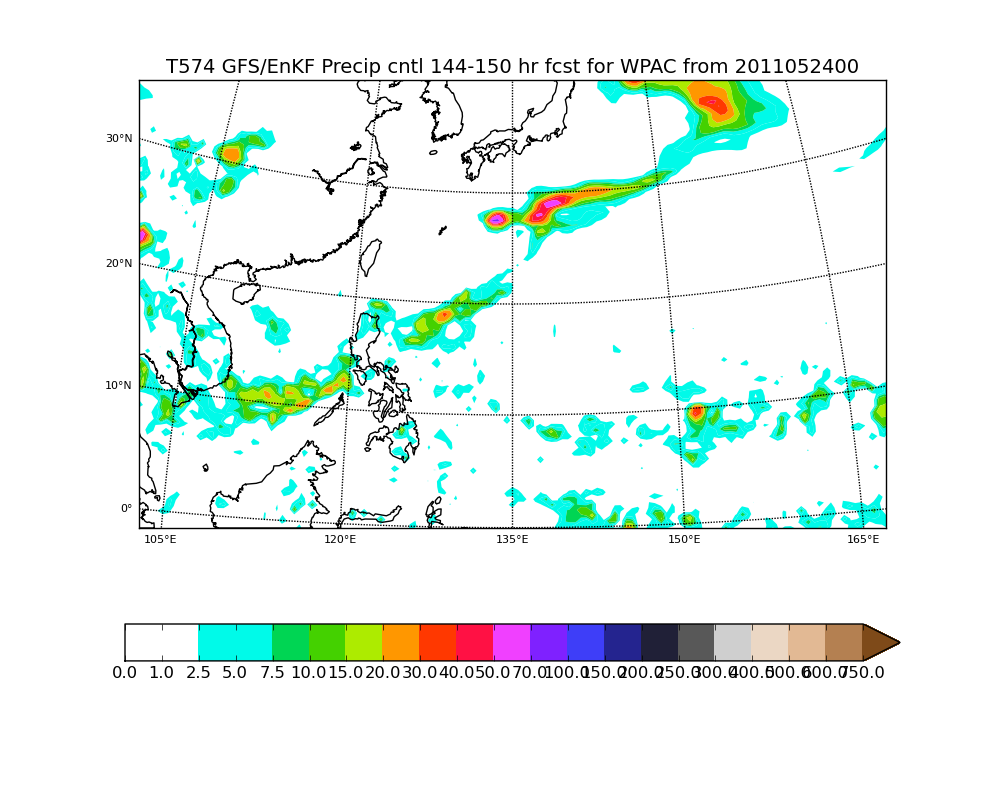 T574 GFS/EnKF Precip cntl 144-150 hr fcst for WPAC from 2011052400
30°N
20°N
10°N
0°
105°E 120°E 135°E 150°E 165°E
0.0 1.0 2.5 5.0 7.5 10.0 15.0 20.0 30.0 40.0 50.0 70.0 100.0 150.0 200.0 250.0 300.0 400.0 500.0 600.0 750.0